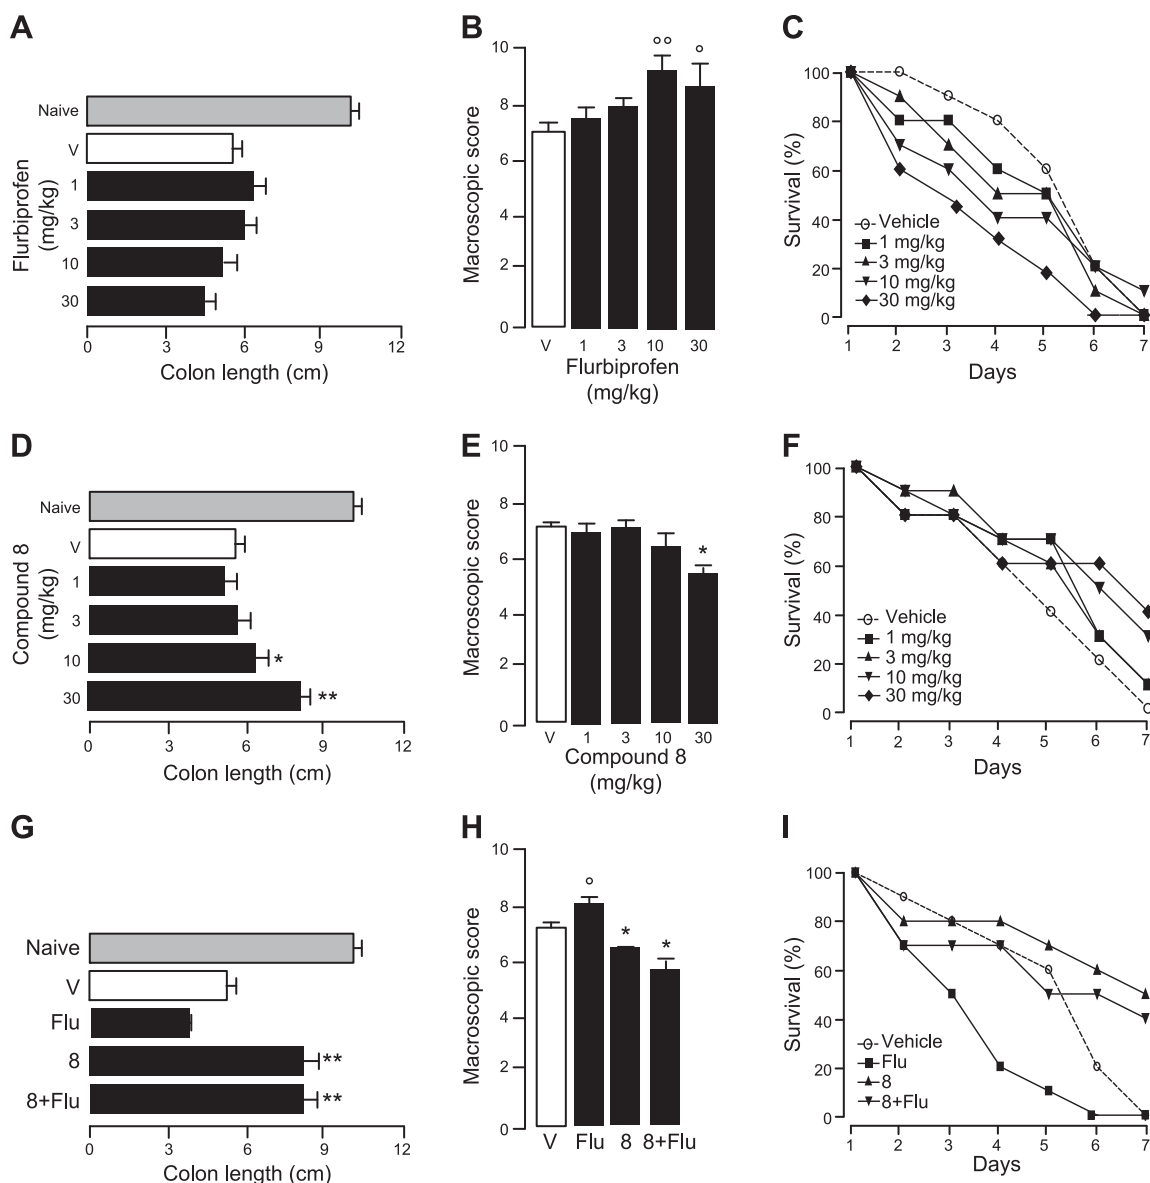 A
Naive
V
1
3
10
30
Flurbiprofen
(mg/kg)
0 3 6 9 12
Colon length (cm)
B
°° °
10
8
6
4
2
0
Macroscopic score
V 1 3 10 30
Flurbiprofen
(mg/kg)
C
100
80
60
40
20
0
Survival (%)
Vehicle
1 mg/kg
3 mg/kg
10 mg/kg
30 mg/kg
1 2 3 4 5 6 7
Days
D
Naive
V
1
3
10 *
30 **
Compound 8
(mg/kg)
0 3 6 9 12
Colon length (cm)
E
10
8
6
4
2
0
Macroscopic score
*
V 1 3 10 30
Compound 8
(mg/kg)
F
100
80
60
40
20
0
Survival (%)
Vehicle
1 mg/kg
3 mg/kg
10 mg/kg
30 mg/kg
1 2 3 4 5 6 7
Days
G
Naive
V
Flu
8 **
8+Flu **
0 3 6 9 12
Colon length (cm)
H
10
8
6
4
2
0
Macroscopic score
° * *
V Flu 8 8+Flu
I
100
80
60
40
20
0
Survival (%)
Vehicle
Flu
8
8+Flu
1 2 3 4 5 6 7
Days